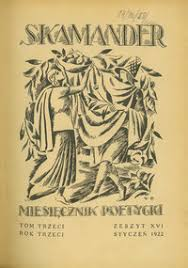 SKAMANDER
MIESIĘCZNIK POETYCKI
TOM TRZECI ZESZYT XVI
ROK TRZECI STYCZEŃ 1922